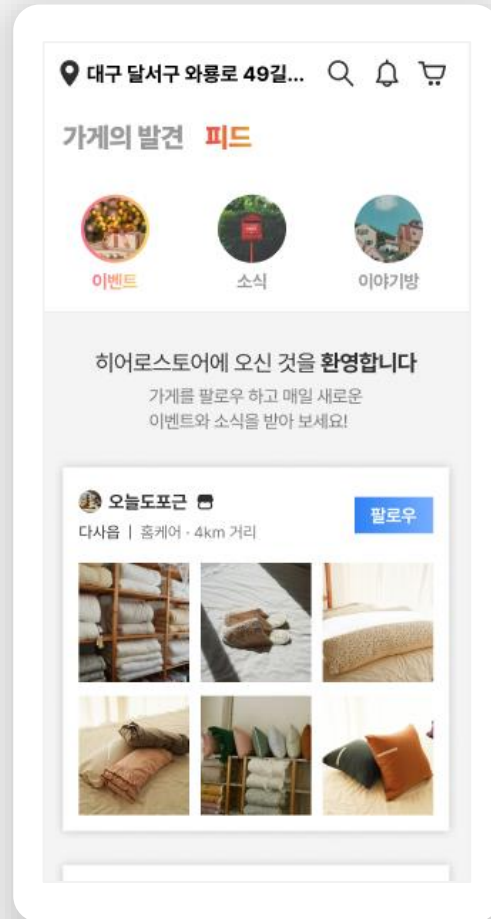 대구 달서구 와룡로 49길...
가게의 발견 피드
이벤트 소식 이야기방
히어로스토어에 오신 것을 환영합니다
가게를 팔로우 하고 매일 새로운
이벤트와 소식을 받아 보세요!
오늘도포근
팔로우
다사읍 | 홈케어 · 4km 거리